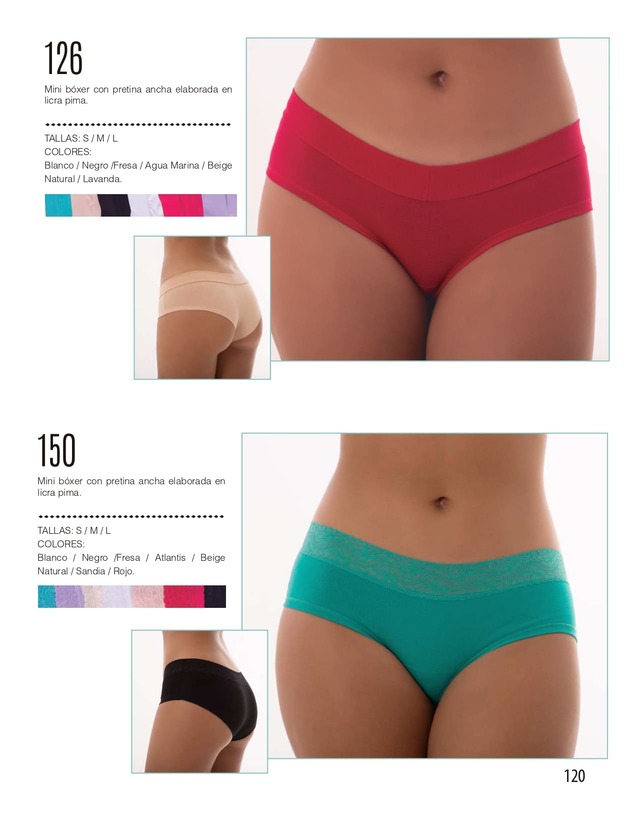 126
Mini bóxer con pretina ancha elaborada en
licra pima.
TALLAS: S / M / L
COLORES:
Blanco / Negro /Fresa / Agua Marina / Beige
Natural / Lavanda.
150
Mini bóxer con pretina ancha elaborada en
licra pima.
TALLAS: S / M / L
COLORES:
Blanco / Negro /Fresa / Atlantis / Beige
Natural / Sandia / Rojo.
120